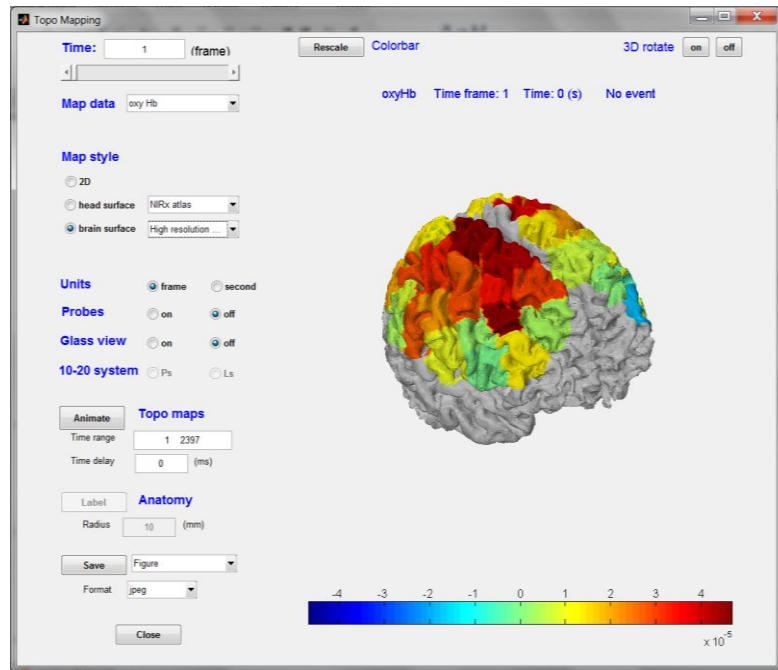 Topo Mapping
Time: 1 (frame)
Rescale Colorbar
3D rotate on off
Map data oxy Hb
oxyHb Time frame: 1 Time: 0 (s) No event
Map style
2D
head surface NIRx atlas
brain surface High resolution ...
Units frame second
Probes on off
Glass view on off
10-20 system Ps Ls
Animate Topo maps
Time range 1 2397
Time delay 0 (ms)
Label Anatomy
Radius 10 (mm)
Save Figure
Format jpeg
Close
-4 -3 -2 -1 0 1 2 3 4
x 10-5